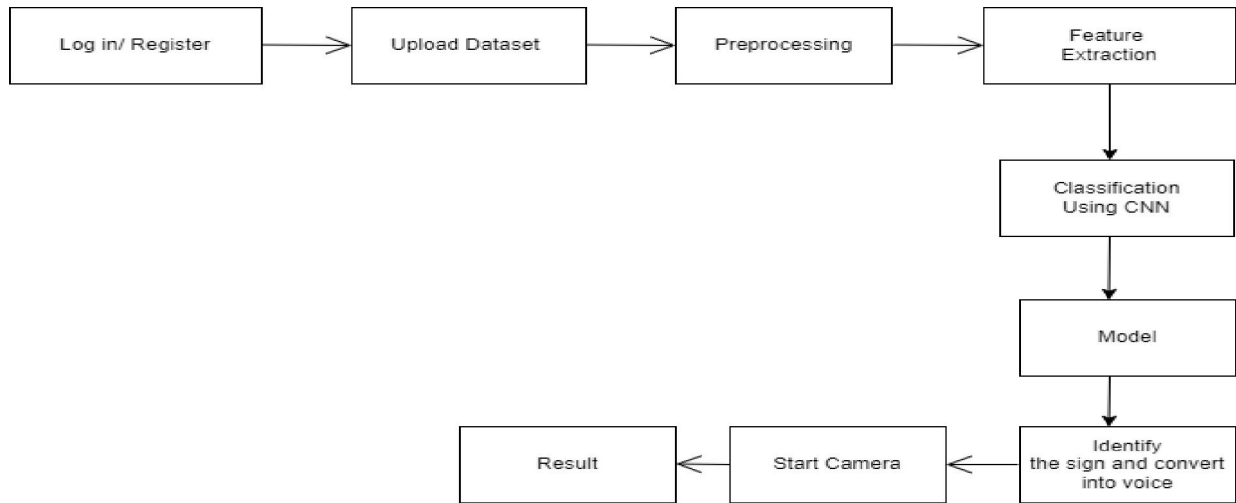 Log in/ Register
Upload Dataset
Preprocessing
Feature
Extraction
Classification
Using CNN
Model
Identify
the sign and convert
into voice
Start Camera
Result